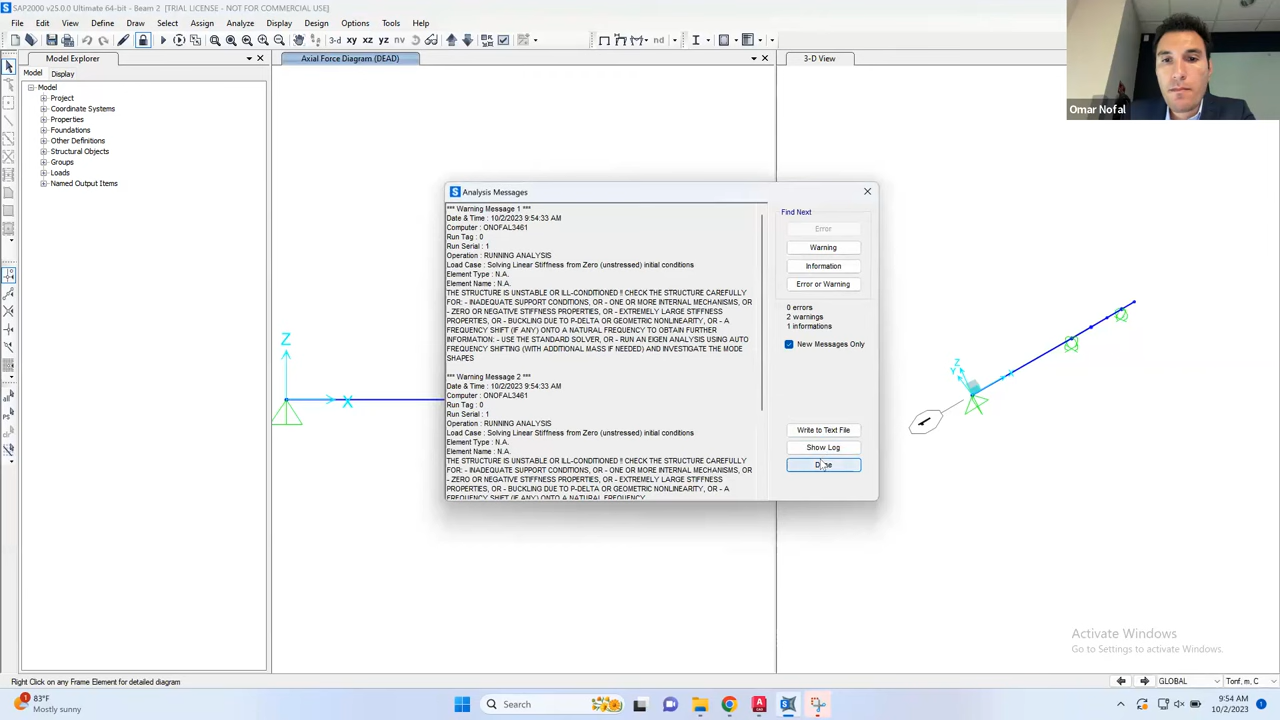 SAP2000 v25.0.0 Ultimate 64-bit - Beam 2 [TRIAL LICENSE - NOT FOR COMMERCIAL USE]
File Edit View Define Draw Select Assign Analyze Display Design Options Tools Help
3-d xy xz yz nv nd
Model Explorer
Axial Force Diagram (DEAD)
3-D View
Model Display
Model
Project
Coordinate Systems
Properties
Foundations
Other Definitions
Structural Objects
Groups
Loads
Named Output Items
Z
X
Analysis Messages
*** Warning Message 1 ***
Date & Time : 10/2/2023 9:54:33 AM
Computer : ONOFAL3461
Run Tag : 0
Run Serial : 1
Operation : RUNNING ANALYSIS
Load Case : Solving Linear Stiffness from Zero (unstressed) initial conditions
Element Type : N.A.
Element Name : N.A.
THE STRUCTURE IS UNSTABLE OR ILL-CONDITIONED !! CHECK THE STRUCTURE CAREFULLY
FOR: - INADEQUATE SUPPORT CONDITIONS, OR - ONE OR MORE INTERNAL MECHANISMS, OR
- ZERO OR NEGATIVE STIFFNESS PROPERTIES, OR - EXTREMELY LARGE STIFFNESS
PROPERTIES, OR - BUCKLING DUE TO P-DELTA OR GEOMETRIC NONLINEARITY, OR - A
FREQUENCY SHIFT (IF ANY) ONTO A NATURAL FREQUENCY TO OBTAIN FURTHER
INFORMATION: - USE THE STANDARD SOLVER, OR - RUN AN EIGEN ANALYSIS USING AUTO
FREQUENCY SHIFTING (WITH ADDITIONAL MASS IF NEEDED) AND INVESTIGATE THE MODE
SHAPES
*** Warning Message 2 ***
Date & Time : 10/2/2023 9:54:33 AM
Computer : ONOFAL3461
Run Tag : 0
Run Serial : 1
Operation : RUNNING ANALYSIS
Load Case : Solving Linear Stiffness from Zero (unstressed) initial conditions
Element Type : N.A.
Element Name : N.A.
THE STRUCTURE IS UNSTABLE OR ILL-CONDITIONED !! CHECK THE STRUCTURE CAREFULLY
FOR: - INADEQUATE SUPPORT CONDITIONS, OR - ONE OR MORE INTERNAL MECHANISMS, OR
- ZERO OR NEGATIVE STIFFNESS PROPERTIES, OR - EXTREMELY LARGE STIFFNESS
PROPERTIES, OR - BUCKLING DUE TO P-DELTA OR GEOMETRIC NONLINEARITY, OR - A
FREQUENCY SHIFT (IF ANY) ONTO A NATURAL FREQUENCY
Find Next
Error
Warning
Information
Error or Warning
0 errors
2 warnings
1 informations
New Messages Only
Write to Text File
Show Log
Done
Z
Y
X
Omar Nofal
Activate Windows
Go to Settings to activate Windows.
Right Click on any Frame Element for detailed diagram
GLOBAL
Tonf, m, C
83°F
Mostly sunny
Search
9:54 AM
10/2/2023